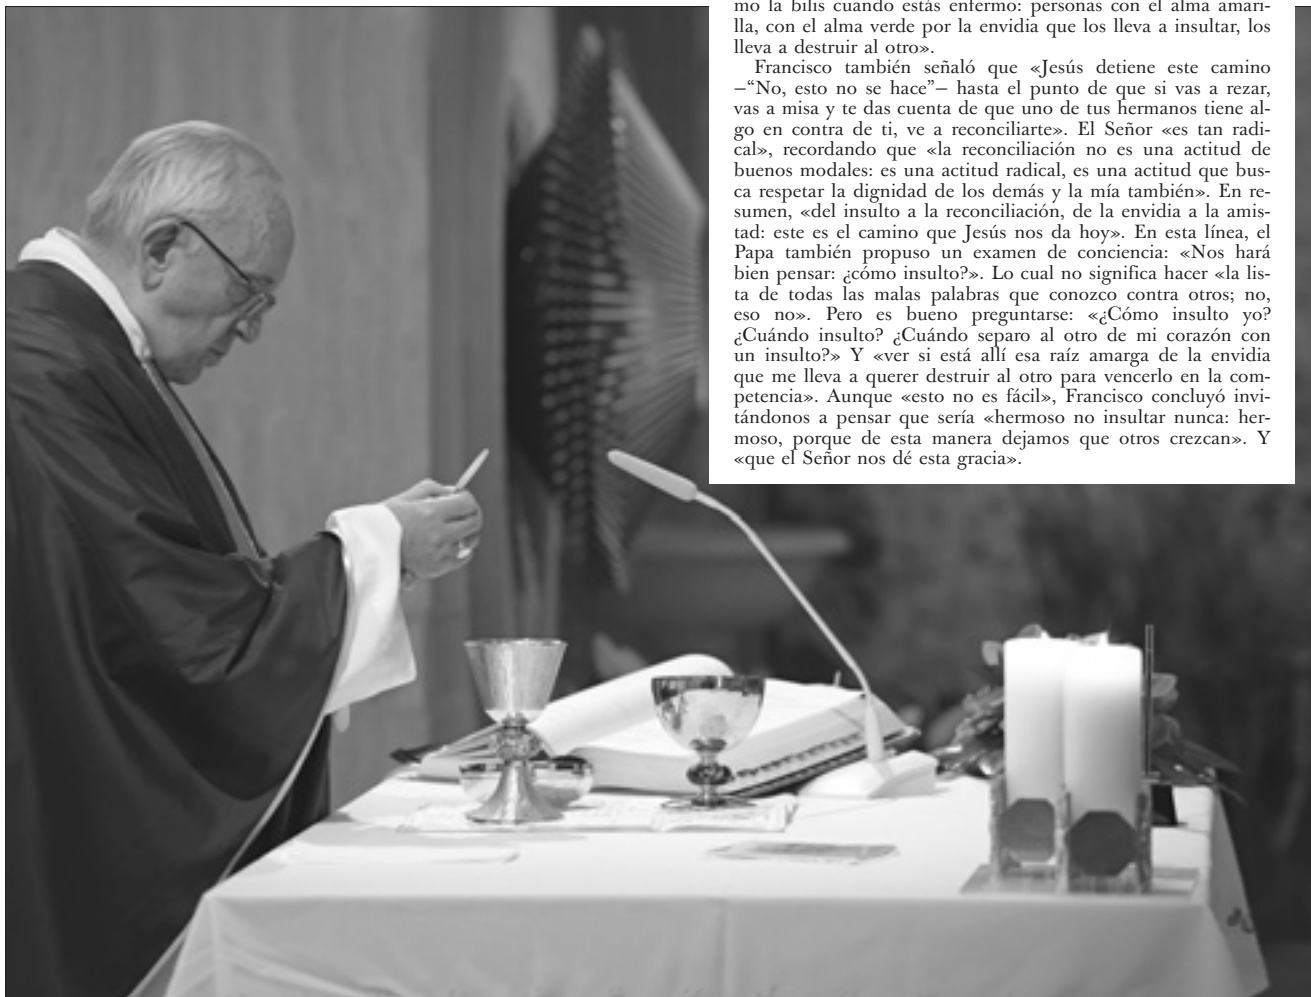 mo la bilis cuando estás enfermo: personas con el alma amari-
lla, con el alma verde por la envidia que los lleva a insultar, los
lleva a destruir al otro».
Francisco también señaló que «Jesús detiene este camino
–“No, esto no se hace”– hasta el punto de que si vas a rezar,
vas a misa y te das cuenta de que uno de tus hermanos tiene al-
go en contra de ti, ve a reconciliarte». El Señor «es tan radi-
cal», recordando que «la reconciliación no es una actitud de
buenos modales: es una actitud radical, es una actitud que bus-
ca respetar la dignidad de los demás y la mía también». En re-
sumen, «del insulto a la reconciliación, de la envidia a la amis-
tad: este es el camino que Jesús nos da hoy». En esta línea, el
Papa también propuso un examen de conciencia: «Nos hará
bien pensar: ¿cómo insulto?». Lo cual no significa hacer «la lis-
ta de todas las malas palabras que conozco contra otros; no,
eso no». Pero es bueno preguntarse: «¿Cómo insulto yo?
¿Cuándo insulto? ¿Cuándo separo al otro de mi corazón con
un insulto?» Y «ver si está allí esa raíz amarga de la envidia
que me lleva a querer destruir al otro para vencerlo en la com-
petencia». Aunque «esto no es fácil», Francisco concluyó invi-
tándonos a pensar que sería «hermoso no insultar nunca: her-
moso, porque de esta manera dejamos que otros crezcan». Y
«que el Señor nos dé esta gracia».